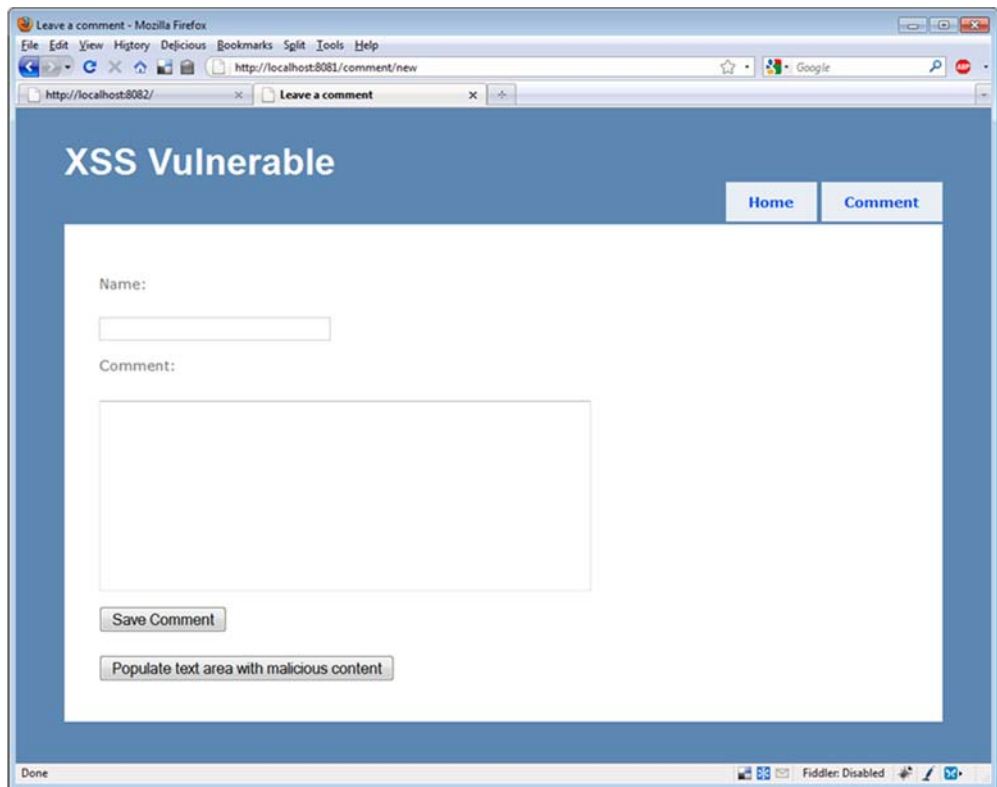 Leave a comment - Mozilla Firefox
File Edit View History Delicious Bookmarks Split Tools Help
http://localhost:8081/comment/new
Google
ABP
http://localhost:8082/
Leave a comment
XSS Vulnerable
Home
Comment
Name:
Comment:
Save Comment
Populate text area with malicious content
Done
Fiddler: Disabled